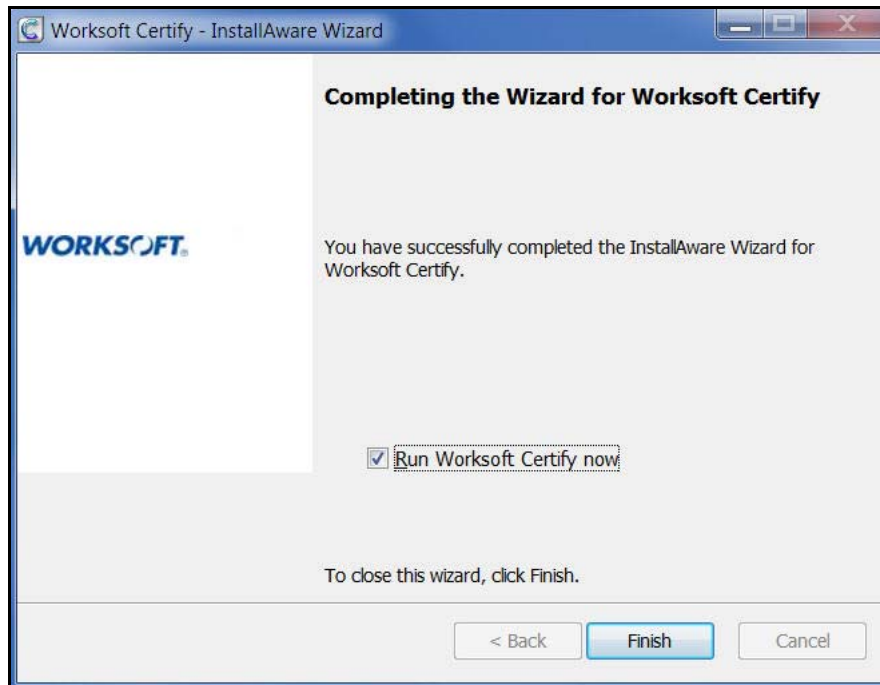 Worksoft Certify - InstallAware Wizard
Completing the Wizard for Worksoft Certify
WORKSOFT®
You have successfully completed the InstallAware Wizard for
Worksoft Certify.
Run Worksoft Certify now
To close this wizard, click Finish.
< Back
Finish
Cancel